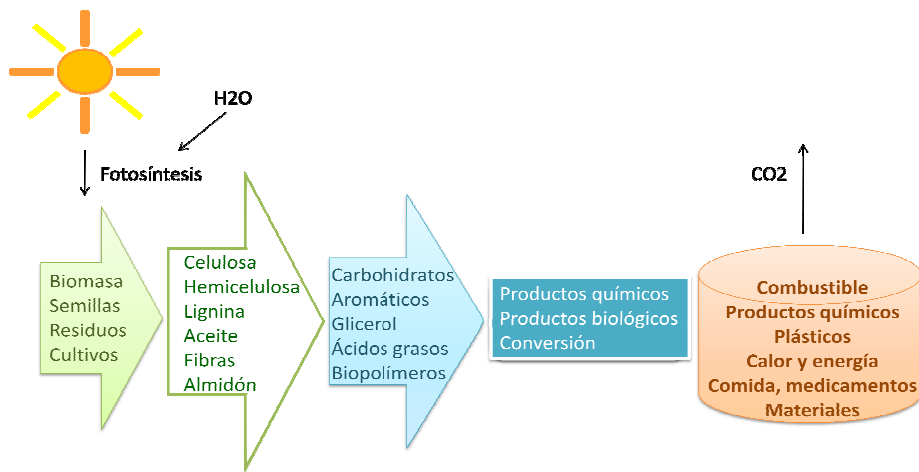 H2O
Fotosíntesis
CO2
Biomasa
Semillas
Residuos
Cultivos
Celulosa
Hemicelulosa
Lignina
Aceite
Fibras
Almidón
Carbohidratos
Aromáticos
Glicerol
Ácidos grasos
Biopolímeros
Productos químicos
Productos biológicos
Conversión
Combustible
Productos químicos
Plásticos
Calor y energía
Comida, medicamentos
Materiales